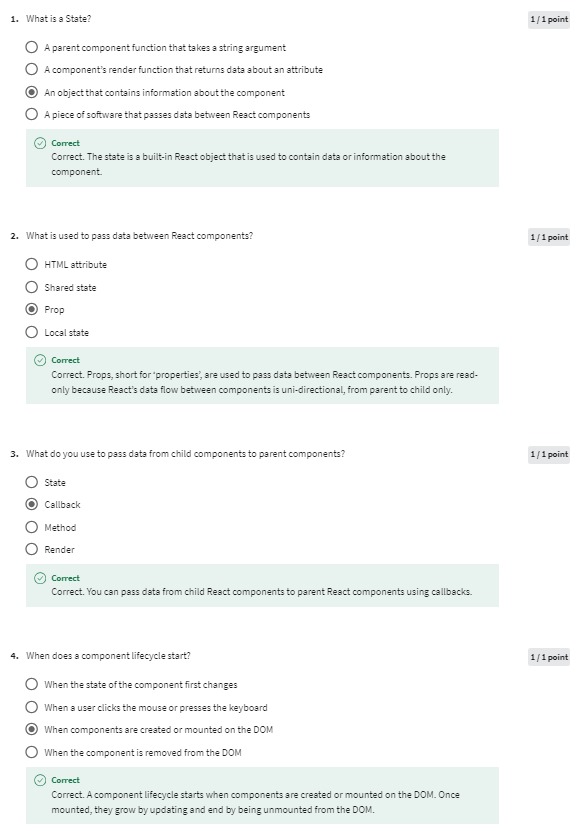 1. What is a State?
1 / 1 point
A parent component function that takes a string argument
A component's render function that returns data about an attribute
An object that contains information about the component
A piece of software that passes data between React components
Correct
Correct. The state is a built-in React object that is used to contain data or information about the
component.
2. What is used to pass data between React components?
1 / 1 point
HTML attribute
Shared state
Prop
Local state
Correct
Correct. Props, short for 'properties', are used to pass data between React components. Props are read-
only because React's data flow between components is uni-directional, from parent to child only.
3. What do you use to pass data from child components to parent components?
1 / 1 point
State
Callback
Method
Render
Correct
Correct. You can pass data from child React components to parent React components using callbacks.
4. When does a component lifecycle start?
1 / 1 point
When the state of the component first changes
When a user clicks the mouse or presses the keyboard
When components are created or mounted on the DOM
When the component is removed from the DOM
Correct
Correct. A component lifecycle starts when components are created or mounted on the DOM. Once
mounted, they grow by updating and end by being unmounted from the DOM.